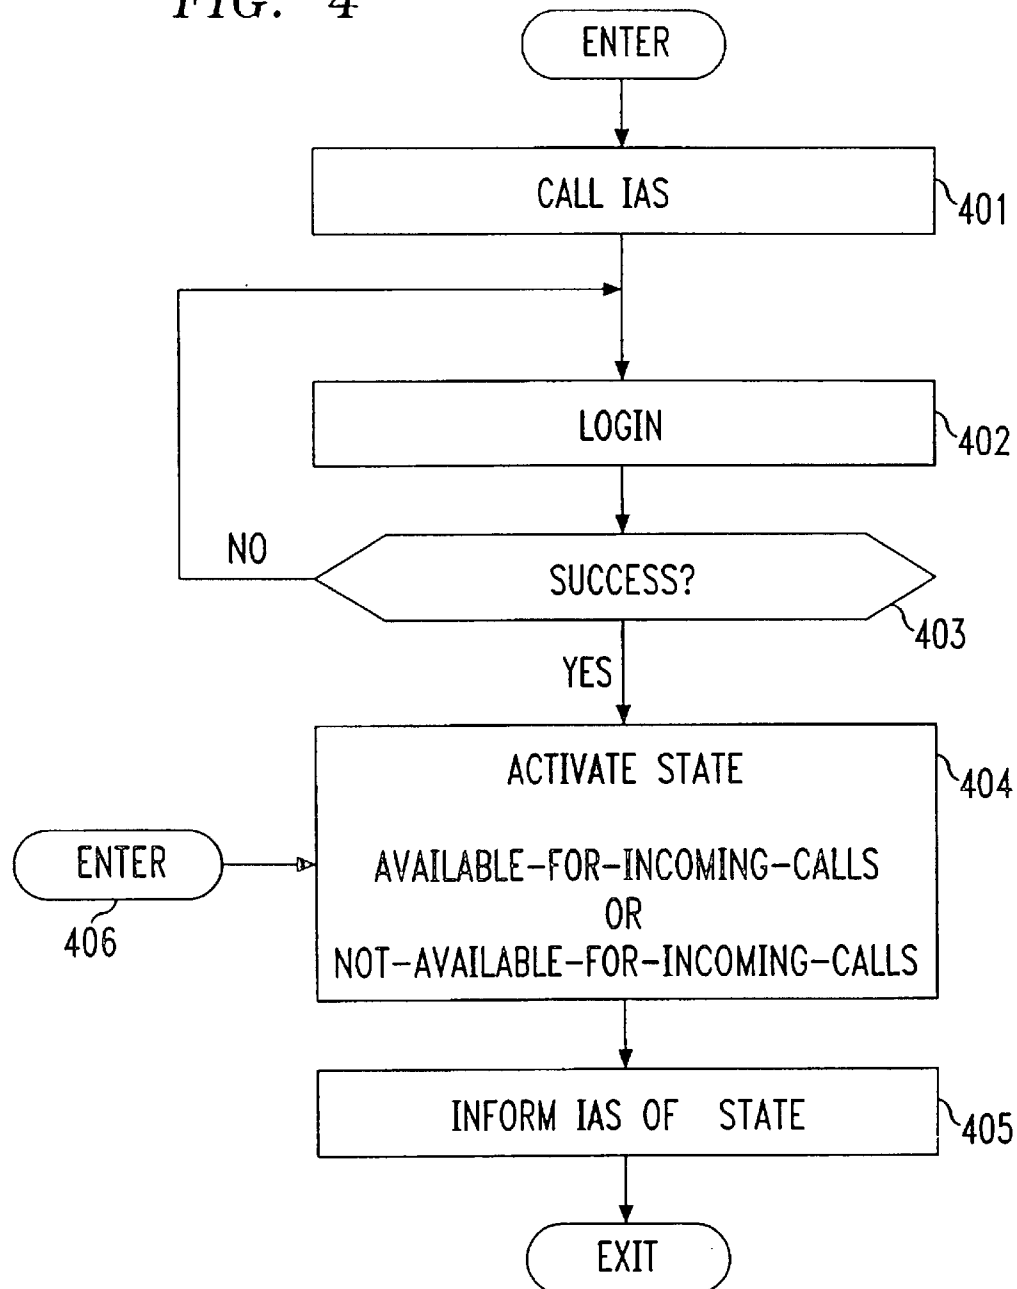 FIG. 4
ENTER
CALL IAS
401
LOGIN
402
NO
SUCCESS?
403
YES
ACTIVATE STATE
404
ENTER
AVAILABLE-FOR-INCOMING-CALLS
OR
406
NOT-AVAILABLE-FOR-INCOMING-CALLS
INFORM IAS OF STATE
405
EXIT